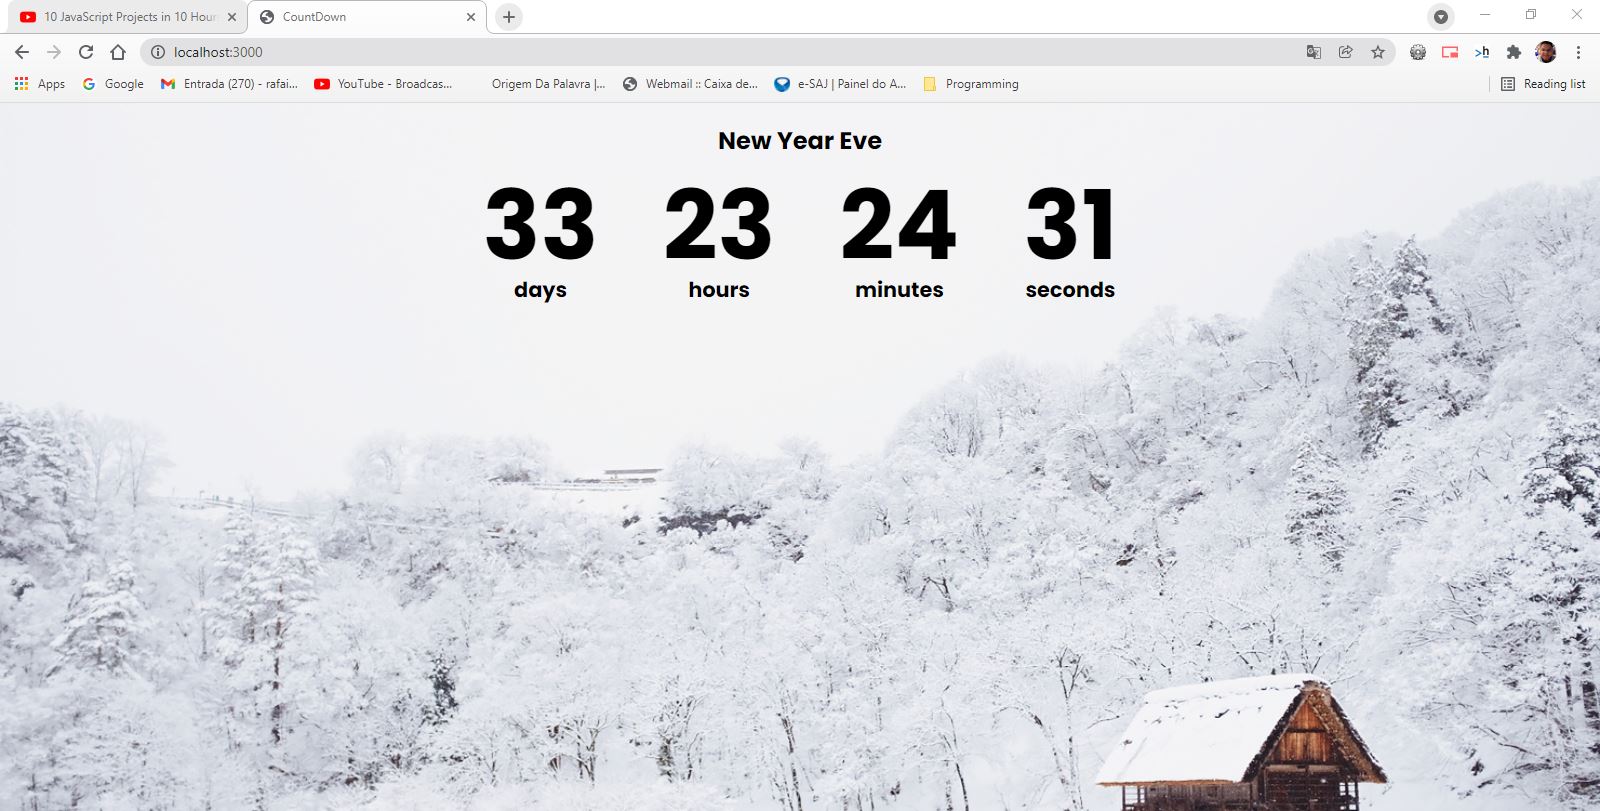 10 JavaScript Projects in 10 Hour
CountDown
localhost:3000
Apps
Google
Entrada (270) - rafai...
YouTube - Broadcas...
Origem Da Palavra |...
Webmail :: Caixa de...
e-SAJ | Painel do A...
Programming
Reading list
New Year Eve
33 23 24 31
days hours minutes seconds